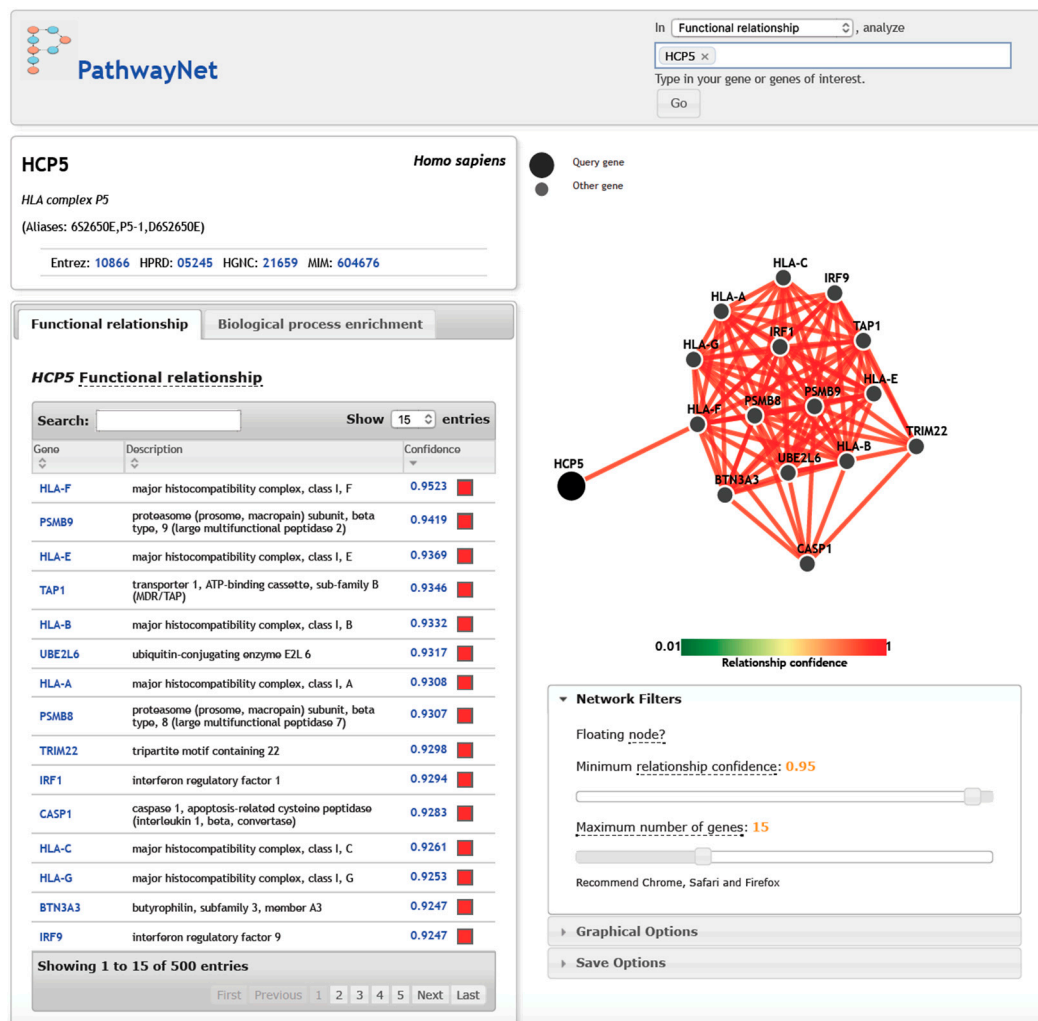 PathwayNet
In Functional relationship , analyze
HCP5 ×
Type in your gene or genes of interest.
Go
HCP5
Homo sapiens
HLA complex P5
(Aliases: 6S2650E,P5-1,D6S2650E)
Entrez: 10866 HPRD: 05245 HGNC: 21659 MIM: 604676
Functional relationship
Biological process enrichment
HCP5 Functional relationship
Search:
Show 15 entries
Gene
Description
Confidence
HLA-F major histocompatibility complex, class I, F 0.9523
PSMB9 proteasome (prosome, macropain) subunit, beta
type, 9 (large multifunctional peptidase 2) 0.9419
HLA-E major histocompatibility complex, class I, E 0.9369
TAP1 transporter 1, ATP-binding cassette, sub-family B
(MDR/TAP) 0.9346
HLA-B major histocompatibility complex, class I, B 0.9332
UBE2L6 ubiquitin-conjugating enzyme E2L 6 0.9317
HLA-A major histocompatibility complex, class I, A 0.9308
PSMB8 proteasome (prosome, macropain) subunit, beta
type, 8 (large multifunctional peptidase 7) 0.9307
TRIM22 tripartite motif containing 22 0.9298
IRF1 interferon regulatory factor 1 0.9294
CASP1 caspase 1, apoptosis-related cysteine peptidase
(interleukin 1, beta, convertase) 0.9283
HLA-C major histocompatibility complex, class I, C 0.9261
HLA-G major histocompatibility complex, class I, G 0.9253
BTN3A3 butyrophilin, subfamily 3, member A3 0.9247
IRF9 interferon regulatory factor 9 0.9247
Showing 1 to 15 of 500 entries
First Previous 1 2 3 4 5 Next Last
Query gene
Other gene
HLA-C
IRF9
HLA-A
TAP1
IRF1
HLA-G
HLA-E
PSMB9
PSMB8
HLA-F
TRIM22
HLA-B
UBE2L6
HCP5
BTN3A3
CASP1
0.01
1
Relationship confidence
Network Filters
Floating node?
Minimum relationship confidence: 0.95
Maximum number of genes: 15
Recommend Chrome, Safari and Firefox
Graphical Options
Save Options